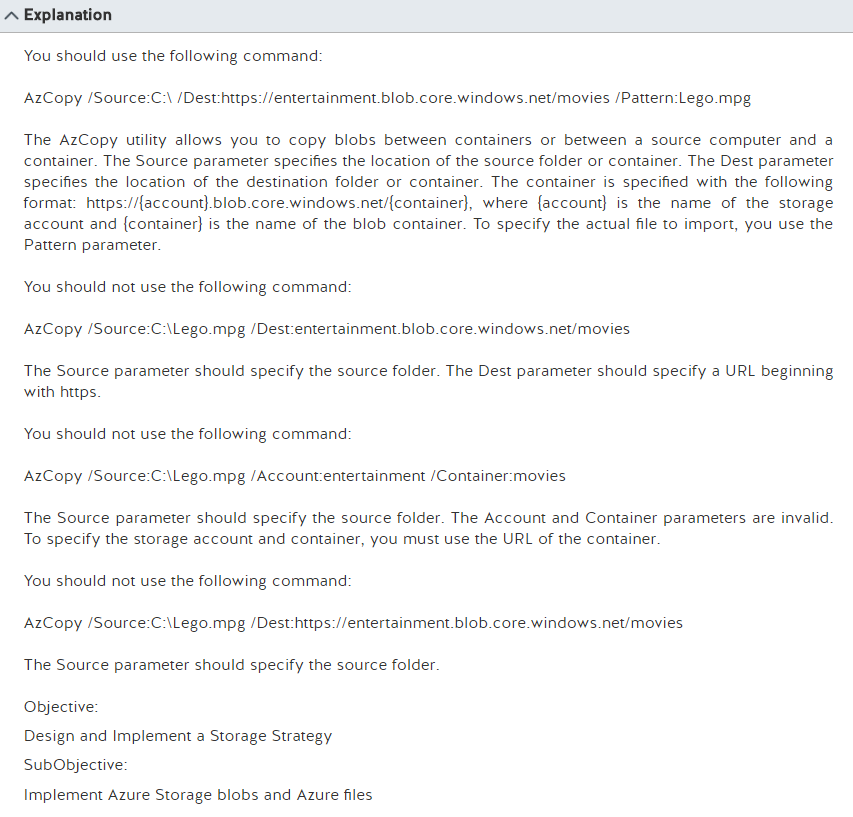 Explanation
You should use the following command:
AzCopy /Source:C:\ /Dest:https://entertainment.blob.core.windows.net/movies /Pattern:Lego.mpg
The AzCopy utility allows you to copy blobs between containers or between a source computer and a
container. The Source parameter specifies the location of the source folder or container. The Dest parameter
specifies the location of the destination folder or container. The container is specified with the following
format: https://{account}.blob.core.windows.net/{container}, where {account} is the name of the storage
account and {container} is the name of the blob container. To specify the actual file to import, you use the
Pattern parameter.
You should not use the following command:
AzCopy /Source:C:\Lego.mpg /Dest:entertainment.blob.core.windows.net/movies
The Source parameter should specify the source folder. The Dest parameter should specify a URL beginning
with https.
You should not use the following command:
AzCopy /Source:C:\Lego.mpg /Account:entertainment /Container:movies
The Source parameter should specify the source folder. The Account and Container parameters are invalid.
To specify the storage account and container, you must use the URL of the container.
You should not use the following command:
AzCopy /Source:C:\Lego.mpg /Dest:https://entertainment.blob.core.windows.net/movies
The Source parameter should specify the source folder.
Objective:
Design and Implement a Storage Strategy
SubObjective:
Implement Azure Storage blobs and Azure files